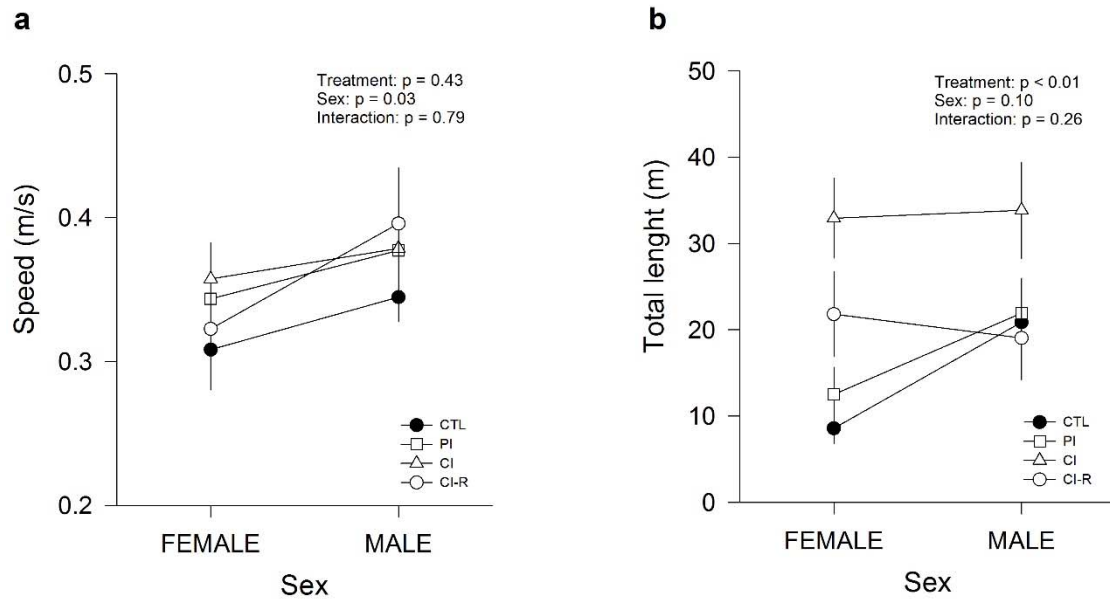 a
0.5
0.4
0.3
0.2
Speed (m/s)
Treatment: p = 0.43
Sex: p = 0.03
Interaction: p = 0.79
CTL
PI
CI
CI-R
FEMALE
MALE
Sex
b
50
40
30
20
10
0
Total lenght (m)
Treatment: p < 0.01
Sex: p = 0.10
Interaction: p = 0.26
CTL
PI
CI
CI-R
FEMALE
MALE
Sex